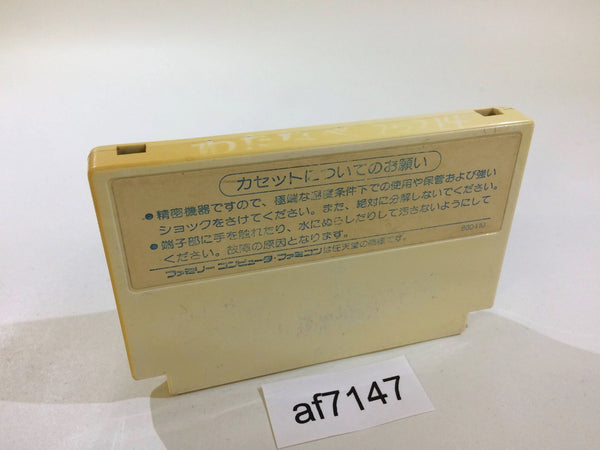 カセットについてのお願い
●精密機器ですので、極端な温度条件下での使用や保管および強い
ショックをさけてください。また、絶対に分解しないでください。
●端子部に手を触れたり、水にぬらしたりして汚さないようにして
ください。故障の原因となります。
ファミリーコンピュータ・ファミコンは任天堂の商標です。
af7147